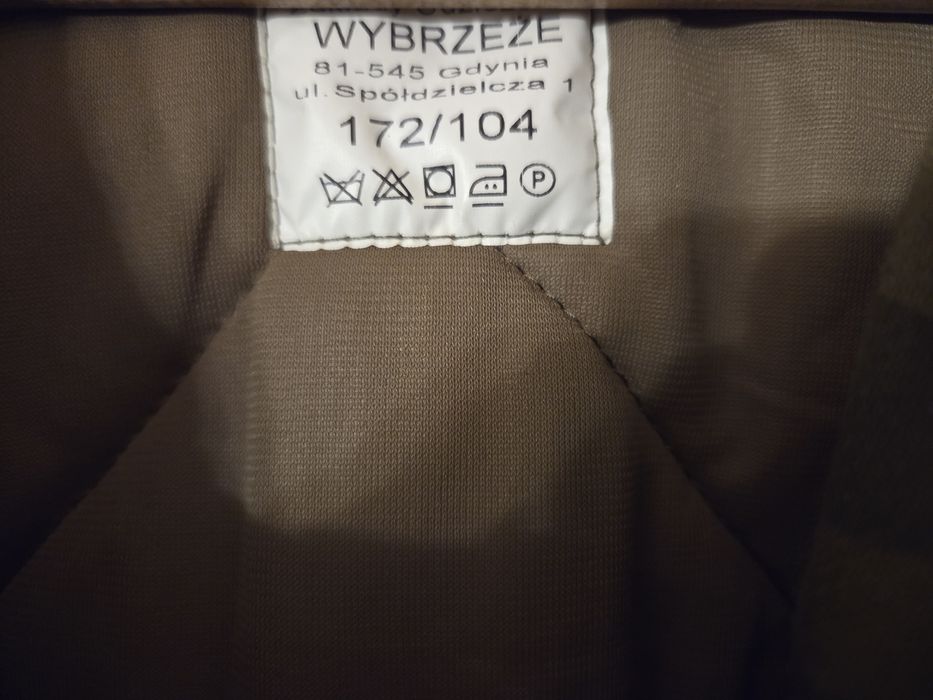 WYBRZEŻE
81-545 Gdynia
ul. Spółdzielcza 1
172/104
P